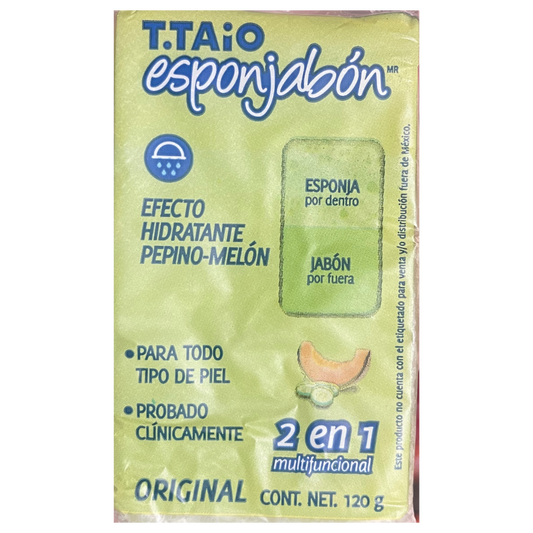 T.TAiO
esponjabón MR
ESPONJA
por dentro
EFECTO
HIDRATANTE
PEPINO-MELÓN
JABÓN
por fuera
•PARA TODO
TIPO DE PIEL
•PROBADO
CLÍNICAMENTE
2 en 1
multifuncional
ORIGINAL CONT. NET. 120 g
Este producto no cuenta con el etiquetado para venta y/o distribución fuera de México.